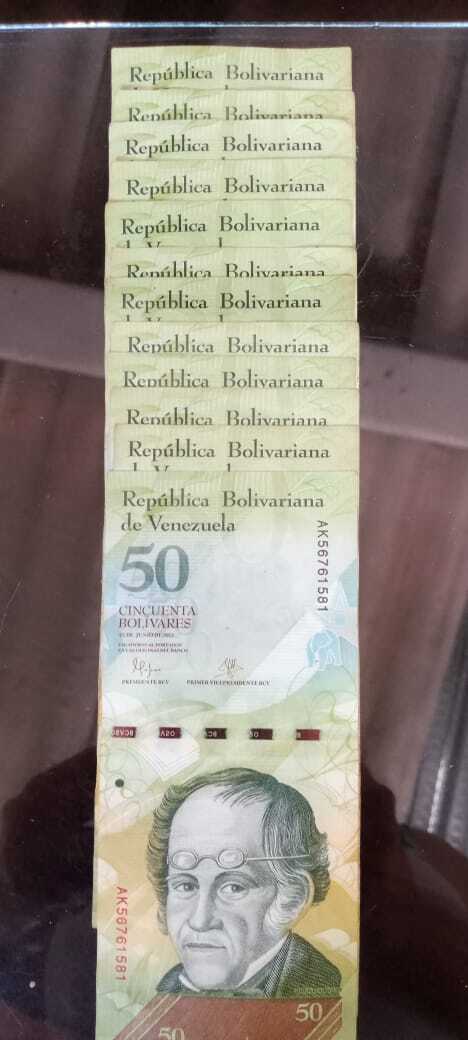 República Bolivariana
República Bolivariana
República Bolivariana
República Bolivariana
República Bolivariana
República Bolivariana
República Bolivariana
República Bolivariana
República Bolivariana
República Bolivariana
República Bolivariana
República Bolivariana
de Venezuela
AK56761581
50
CINCUENTA
BOLÍVARES
PRESIDENTE BCV
PRIMER VICEPRESIDENTE BCV
AK56761581
50
50